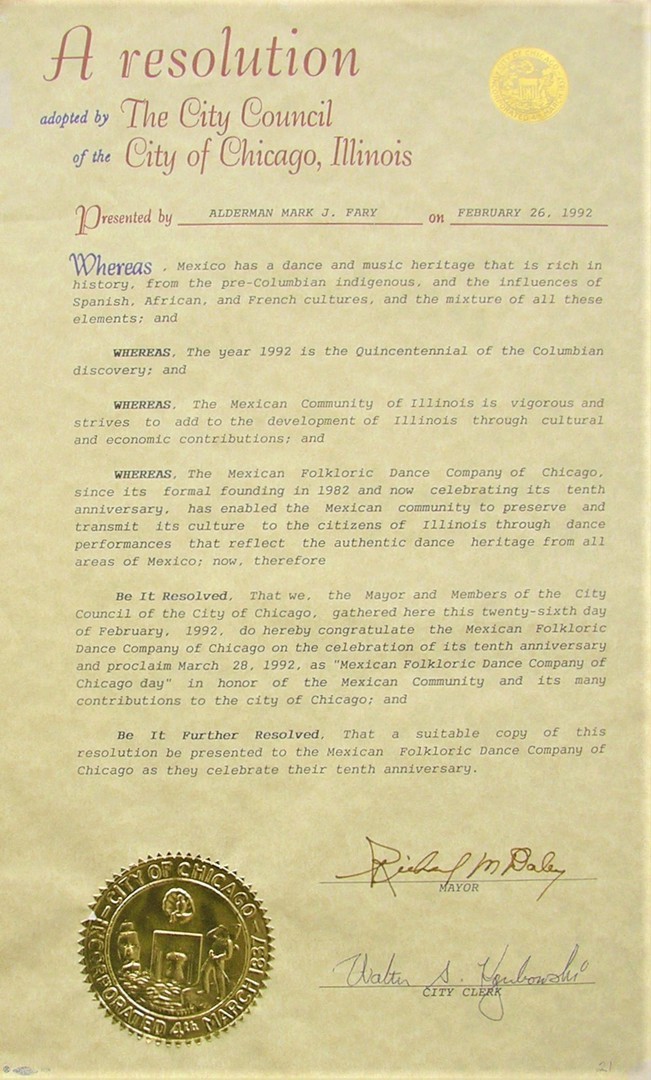 A resolution
adopted by The City Council
of the City of Chicago, Illinois
Presented by ALDERMAN MARK J. FARY on FEBRUARY 26, 1992
Whereas, Mexico has a dance and music heritage that is rich in
history, from the pre-Columbian indigenous, and the influences of
Spanish, African, and French cultures, and the mixture of all these
elements; and
WHEREAS, The year 1992 is the Quincentennial of the Columbian
discovery; and
WHEREAS, The Mexican Community of Illinois is vigorous and
strives to add to the development of Illinois through cultural
and economic contributions; and
WHEREAS, The Mexican Folkloric Dance Company of Chicago,
since its formal founding in 1982 and now celebrating its tenth
anniversary, has enabled the Mexican community to preserve and
transmit its culture to the citizens of Illinois through dance
performances that reflect the authentic dance heritage from all
areas of Mexico; now, therefore
Be It Resolved, That we, the Mayor and Members of the City
Council of the City of Chicago, gathered here this twenty-sixth day
of February, 1992, do hereby congratulate the Mexican Folkloric
Dance Company of Chicago on the celebration of its tenth anniversary
and proclaim March 28, 1992, as "Mexican Folkloric Dance Company of
Chicago day" in honor of the Mexican Community and its many
contributions to the city of Chicago; and
Be It Further Resolved, That a suitable copy of this
resolution be presented to the Mexican Folkloric Dance Company of
Chicago as they celebrate their tenth anniversary.
Richard M Daley
MAYOR
Walter S.
CITY CLERK
CITY OF CHICAGO
INCORPORATED 4th MARCH 1837
21